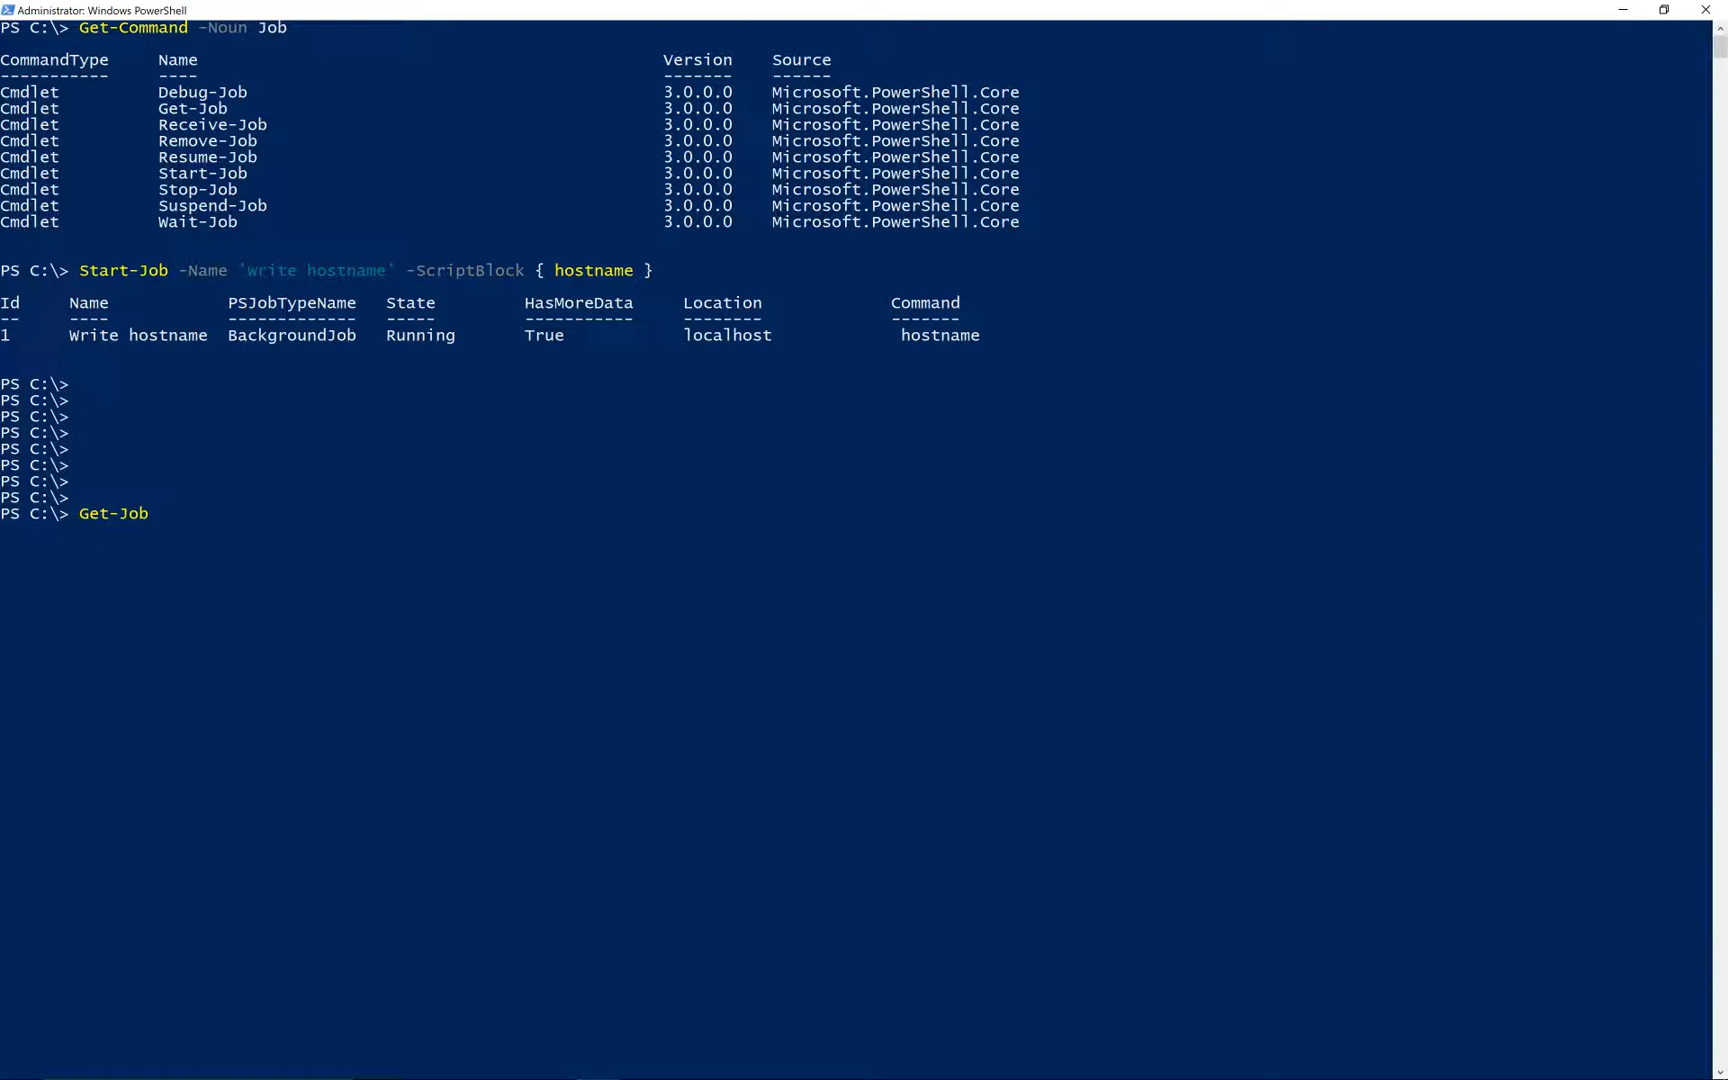 Administrator: Windows PowerShell
PS C:\> Get-Command -Noun Job
CommandType Name Version Source
----------- ---- ------- ------
Cmdlet Debug-Job 3.0.0.0 Microsoft.PowerShell.Core
Cmdlet Get-Job 3.0.0.0 Microsoft.PowerShell.Core
Cmdlet Receive-Job 3.0.0.0 Microsoft.PowerShell.Core
Cmdlet Remove-Job 3.0.0.0 Microsoft.PowerShell.Core
Cmdlet Resume-Job 3.0.0.0 Microsoft.PowerShell.Core
Cmdlet Start-Job 3.0.0.0 Microsoft.PowerShell.Core
Cmdlet Stop-Job 3.0.0.0 Microsoft.PowerShell.Core
Cmdlet Suspend-Job 3.0.0.0 Microsoft.PowerShell.Core
Cmdlet Wait-Job 3.0.0.0 Microsoft.PowerShell.Core
PS C:\> Start-Job -Name 'Write hostname' -ScriptBlock { hostname }
Id Name PSJobTypeName State HasMoreData Location Command
-- ---- ------------- ----- ----------- -------- -------
1 Write hostname BackgroundJob Running True localhost hostname
PS C:\>
PS C:\>
PS C:\>
PS C:\>
PS C:\>
PS C:\>
PS C:\>
PS C:\>
PS C:\> Get-Job